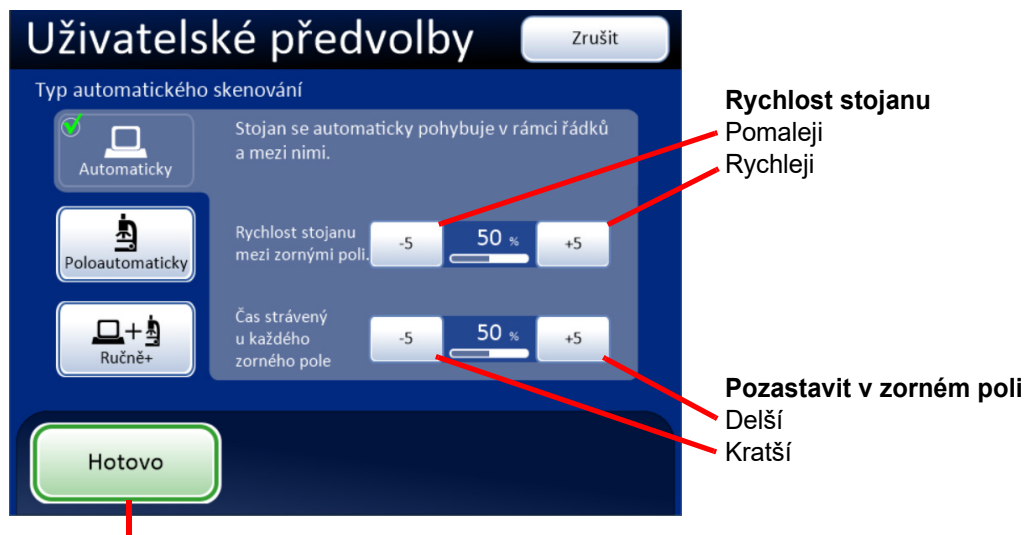 Uživatelské předvolby
Zrušit
Typ automatického skenování
Automaticky
Stojan se automaticky pohybuje v rámci řádků
a mezi nimi.
Poloautomaticky
Rychlost stojanu
mezi zornými poli.
-5
50 %
+5
Ručně+
Čas strávený
u každého
zorného pole
-5
50 %
+5
Hotovo
Rychlost stojanu
Pomaleji
Rychleji
Pozastavit v zorném poli
Delší
Kratší